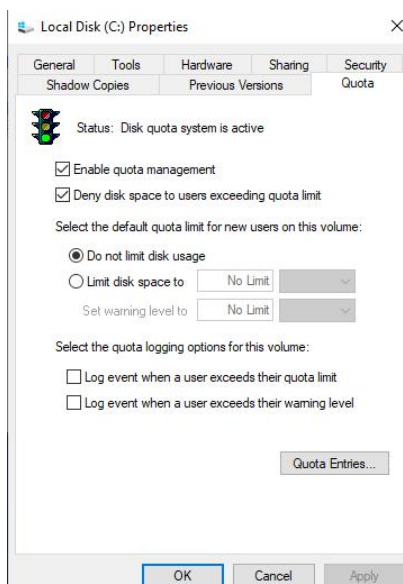 Local Disk (C:) Properties
General Tools Hardware Sharing Security
Shadow Copies Previous Versions Quota
Status: Disk quota system is active
Enable quota management
Deny disk space to users exceeding quota limit
Select the default quota limit for new users on this volume:
Do not limit disk usage
Limit disk space to No Limit
Set warning level to No Limit
Select the quota logging options for this volume:
Log event when a user exceeds their quota limit
Log event when a user exceeds their warning level
Quota Entries...
OK Cancel Apply